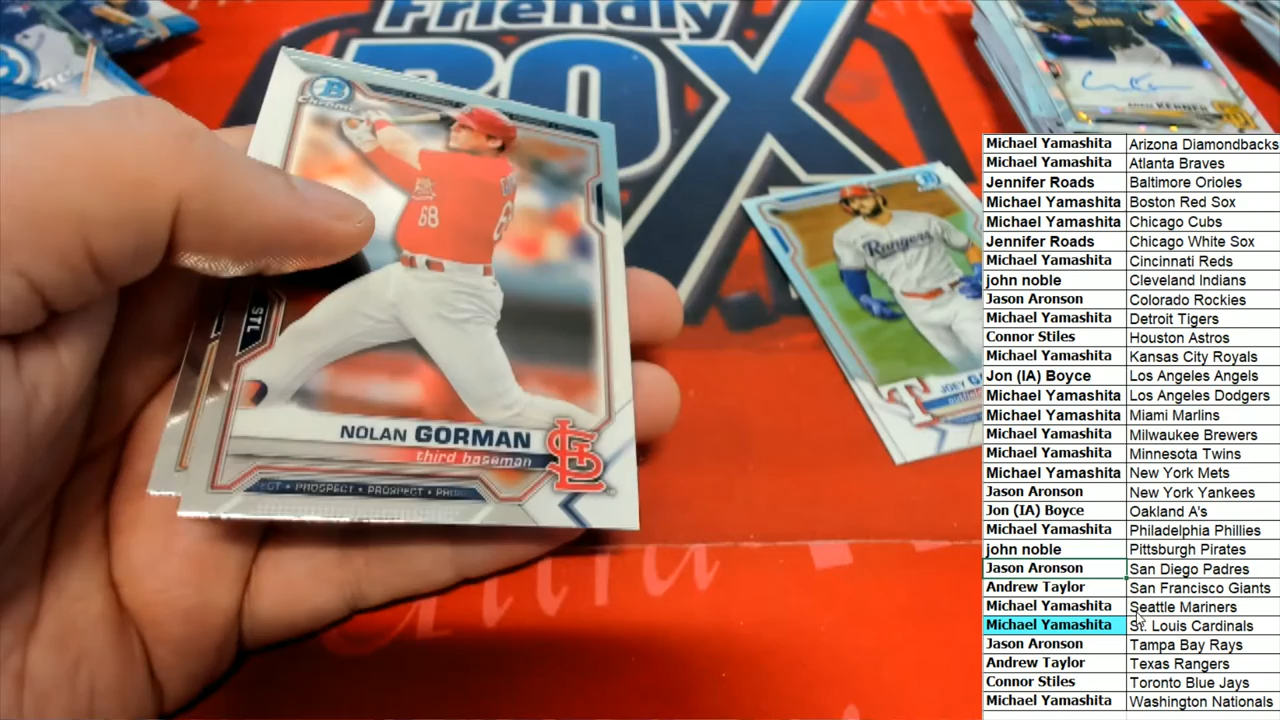 Friendly
BOX
Chrome
68
STL
NOLAN GORMAN
third baseman
PROSPECT • PROSPECT
Rangers
JOEY
KERNER
Michael Yamashita Arizona Diamondbacks
Michael Yamashita Atlanta Braves
Jennifer Roads Baltimore Orioles
Michael Yamashita Boston Red Sox
Michael Yamashita Chicago Cubs
Jennifer Roads Chicago White Sox
Michael Yamashita Cincinnati Reds
john noble Cleveland Indians
Jason Aronson Colorado Rockies
Michael Yamashita Detroit Tigers
Connor Stiles Houston Astros
Michael Yamashita Kansas City Royals
Jon (IA) Boyce Los Angeles Angels
Michael Yamashita Los Angeles Dodgers
Michael Yamashita Miami Marlins
Michael Yamashita Milwaukee Brewers
Michael Yamashita Minnesota Twins
Michael Yamashita New York Mets
Jason Aronson New York Yankees
Jon (IA) Boyce Oakland A's
Michael Yamashita Philadelphia Phillies
john noble Pittsburgh Pirates
Jason Aronson San Diego Padres
Andrew Taylor San Francisco Giants
Michael Yamashita Seattle Mariners
Michael Yamashita St. Louis Cardinals
Jason Aronson Tampa Bay Rays
Andrew Taylor Texas Rangers
Connor Stiles Toronto Blue Jays
Michael Yamashita Washington Nationals